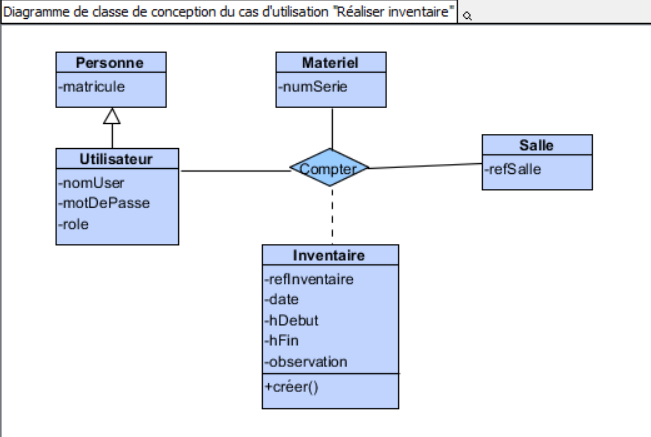 Diagramme de classe de conception du cas d'utilisation "Réaliser inventaire"
Personne
-matricule
Materiel
-numSerie
Utilisateur
-nomUser
-motDePasse
-role
Compter
Salle
-refSalle
Inventaire
-refInventaire
-date
-hDebut
-hFin
-observation
+créer()